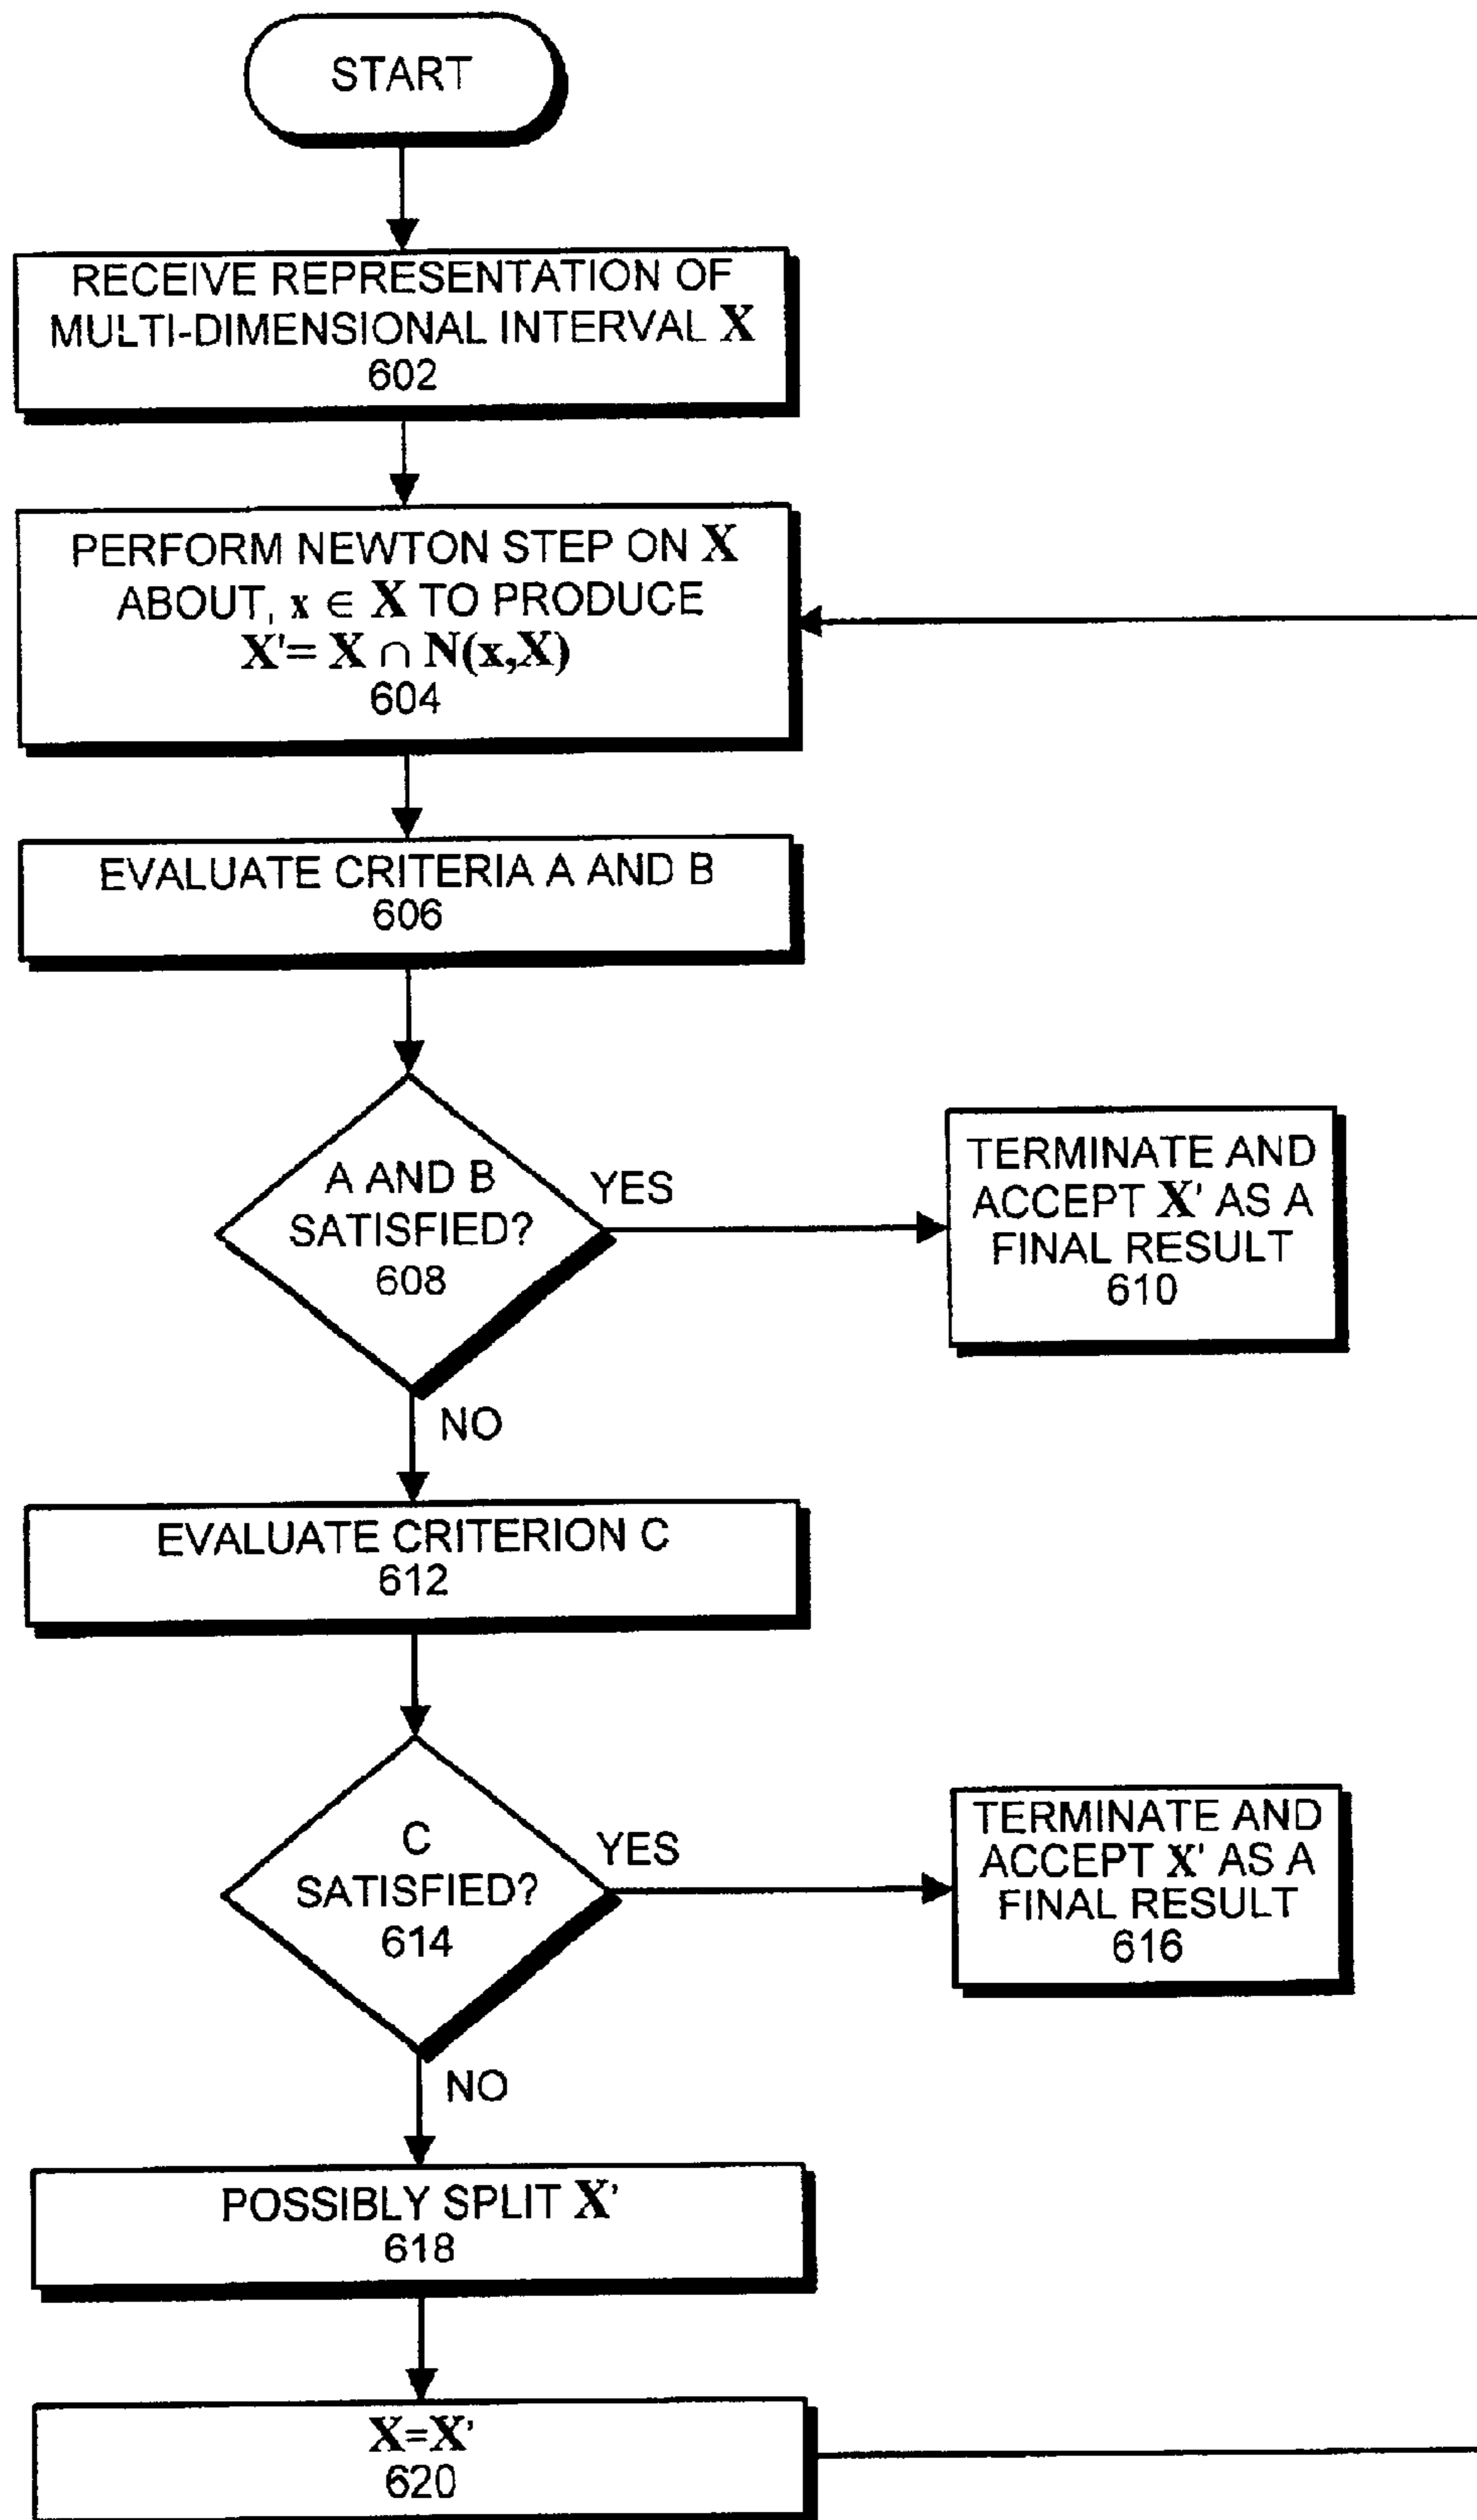 START
RECEIVE REPRESENTATION OF
MULTI-DIMENSIONAL INTERVAL X
602
PERFORM NEWTON STEP ON X
ABOUT, x ∈ X TO PRODUCE
X'= X ∩ N(x,X)
604
EVALUATE CRITERIA A AND B
606
A AND B
SATISFIED?
608
YES
TERMINATE AND
ACCEPT X' AS A
FINAL RESULT
610
NO
EVALUATE CRITERION C
612
C
SATISFIED?
614
YES
TERMINATE AND
ACCEPT X' AS A
FINAL RESULT
616
NO
POSSIBLY SPLIT X'
618
X=X'
620